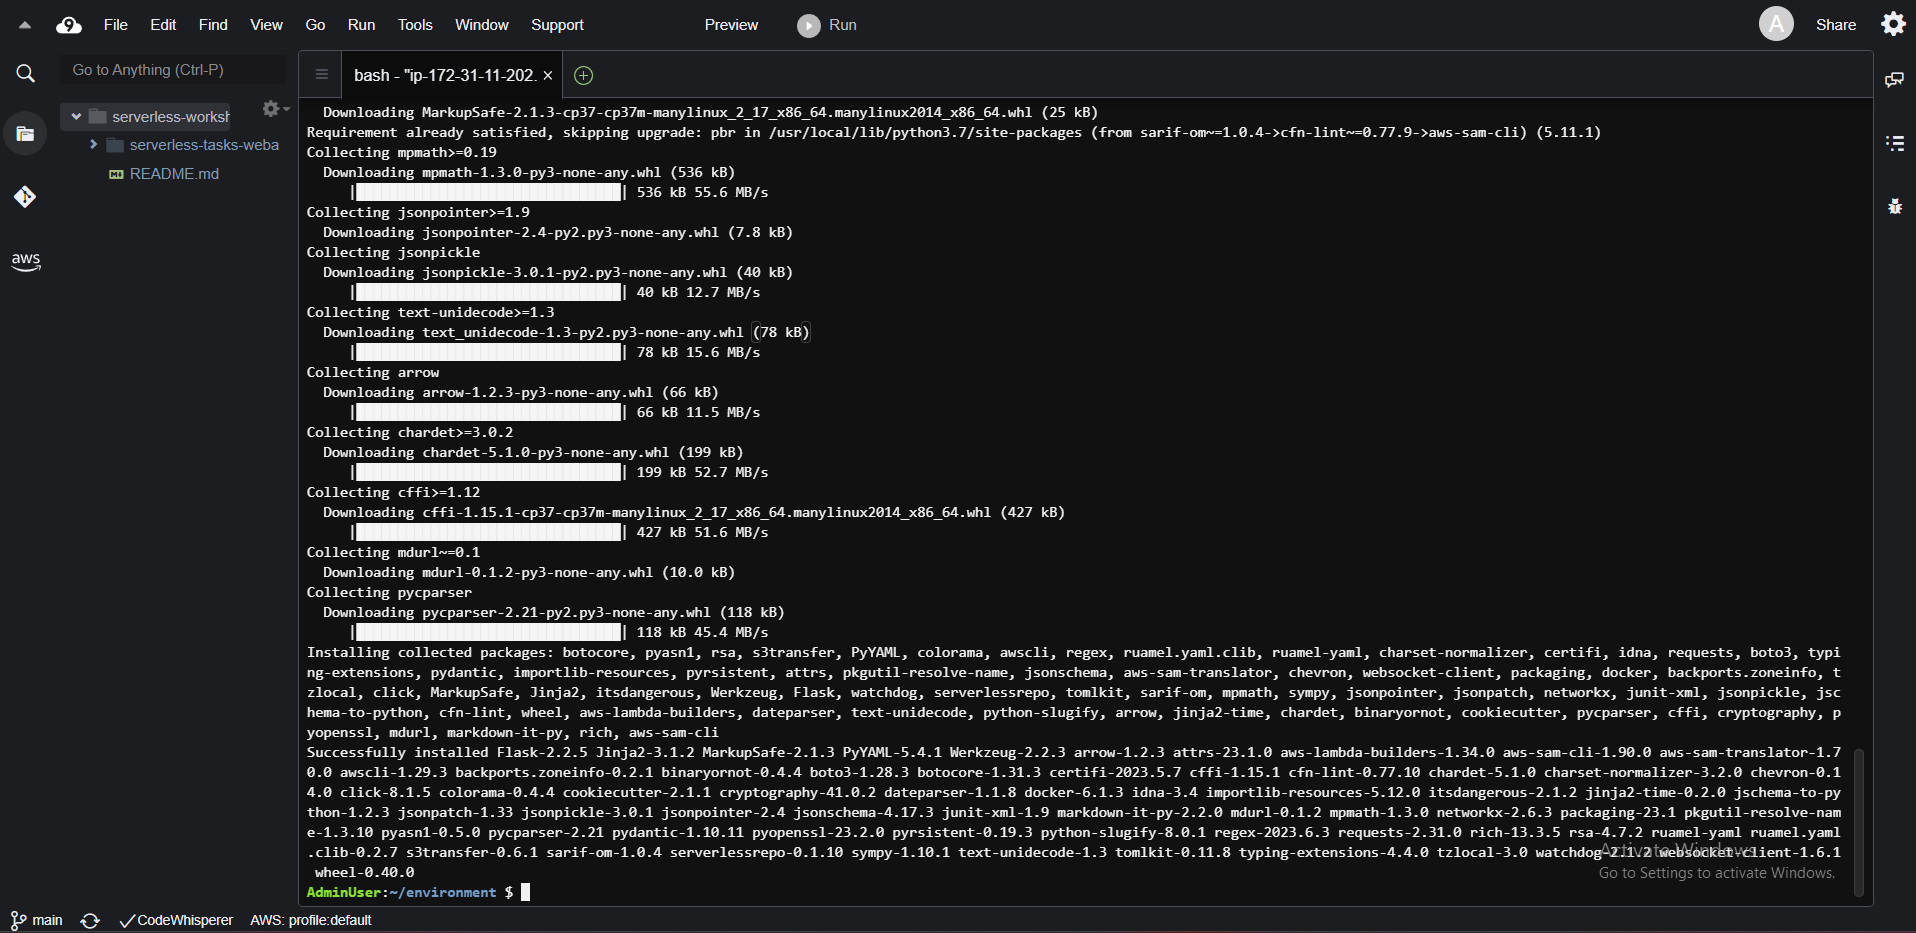 File Edit Find View Go Run Tools Window Support Preview Run A Share
Go to Anything (Ctrl-P)
bash - "ip-172-31-11-202. ×
serverless-worksh
serverless-tasks-weba
README.md
aws
Downloading MarkupSafe-2.1.3-cp37-cp37m-manylinux_2_17_x86_64.manylinux2014_x86_64.whl (25 kB)
Requirement already satisfied, skipping upgrade: pbr in /usr/local/lib/python3.7/site-packages (from sarif-om~=1.0.4->cfn-lint~=0.77.9->aws-sam-cli) (5.11.1)
Collecting mpmath>=0.19
Downloading mpmath-1.3.0-py3-none-any.whl (536 kB)
|████████████████████████████████| 536 kB 55.6 MB/s
Collecting jsonpointer>=1.9
Downloading jsonpointer-2.4-py2.py3-none-any.whl (7.8 kB)
Collecting jsonpickle
Downloading jsonpickle-3.0.1-py2.py3-none-any.whl (40 kB)
|████████████████████████████████| 40 kB 12.7 MB/s
Collecting text-unidecode>=1.3
Downloading text_unidecode-1.3-py2.py3-none-any.whl (78 kB)
|████████████████████████████████| 78 kB 15.6 MB/s
Collecting arrow
Downloading arrow-1.2.3-py3-none-any.whl (66 kB)
|████████████████████████████████| 66 kB 11.5 MB/s
Collecting chardet>=3.0.2
Downloading chardet-5.1.0-py3-none-any.whl (199 kB)
|████████████████████████████████| 199 kB 52.7 MB/s
Collecting cffi>=1.12
Downloading cffi-1.15.1-cp37-cp37m-manylinux_2_17_x86_64.manylinux2014_x86_64.whl (427 kB)
|████████████████████████████████| 427 kB 51.6 MB/s
Collecting mdurl~=0.1
Downloading mdurl-0.1.2-py3-none-any.whl (10.0 kB)
Collecting pycparser
Downloading pycparser-2.21-py2.py3-none-any.whl (118 kB)
|████████████████████████████████| 118 kB 45.4 MB/s
Installing collected packages: botocore, pyasn1, rsa, s3transfer, PyYAML, colorama, awscli, regex, ruamel.yaml.clib, ruamel-yaml, charset-normalizer, certifi, idna, requests, boto3, typi
ng-extensions, pydantic, importlib-resources, pyrsistent, attrs, pkgutil-resolve-name, jsonschema, aws-sam-translator, chevron, websocket-client, packaging, docker, backports.zoneinfo, t
zlocal, click, MarkupSafe, Jinja2, itsdangerous, Werkzeug, Flask, watchdog, serverlessrepo, tomlkit, sarif-om, mpmath, sympy, jsonpointer, jsonpatch, networkx, junit-xml, jsonpickle, jsc
hema-to-python, cfn-lint, wheel, aws-lambda-builders, dateparser, text-unidecode, python-slugify, arrow, jinja2-time, chardet, binaryornot, cookiecutter, pycparser, cffi, cryptography, p
yopenssl, mdurl, markdown-it-py, rich, aws-sam-cli
Successfully installed Flask-2.2.5 Jinja2-3.1.2 MarkupSafe-2.1.3 PyYAML-5.4.1 Werkzeug-2.2.3 arrow-1.2.3 attrs-23.1.0 aws-lambda-builders-1.34.0 aws-sam-cli-1.90.0 aws-sam-translator-1.7
0.0 awscli-1.29.3 backports.zoneinfo-0.2.1 binaryornot-0.4.4 boto3-1.28.3 botocore-1.31.3 certifi-2023.5.7 cffi-1.15.1 cfn-lint-0.77.10 chardet-5.1.0 charset-normalizer-3.2.0 chevron-0.1
4.0 click-8.1.5 colorama-0.4.4 cookiecutter-2.1.1 cryptography-41.0.2 dateparser-1.1.8 docker-6.1.3 idna-3.4 importlib-resources-5.12.0 itsdangerous-2.1.2 jinja2-time-0.2.0 jschema-to-py
thon-1.2.3 jsonpatch-1.33 jsonpickle-3.0.1 jsonpointer-2.4 jsonschema-4.17.3 junit-xml-1.9 markdown-it-py-2.2.0 mdurl-0.1.2 mpmath-1.3.0 networkx-2.6.3 packaging-23.1 pkgutil-resolve-nam
e-1.3.10 pyasn1-0.5.0 pycparser-2.21 pydantic-1.10.11 pyopenssl-23.2.0 pyrsistent-0.19.3 python-slugify-8.0.1 regex-2023.6.3 requests-2.31.0 rich-13.3.5 rsa-4.7.2 ruamel-yaml ruamel.yaml
.clib-0.2.7 s3transfer-0.6.1 sarif-om-1.0.4 serverlessrepo-0.1.10 sympy-1.10.1 text-unidecode-1.3 tomlkit-0.11.8 typing-extensions-4.4.0 tzlocal-3.0 watchdog-2.1.2 websocket-client-1.6.1
wheel-0.40.0
AdminUser:~/environment $
Activate Windows
Go to Settings to activate Windows.
main CodeWhisperer AWS: profile:default